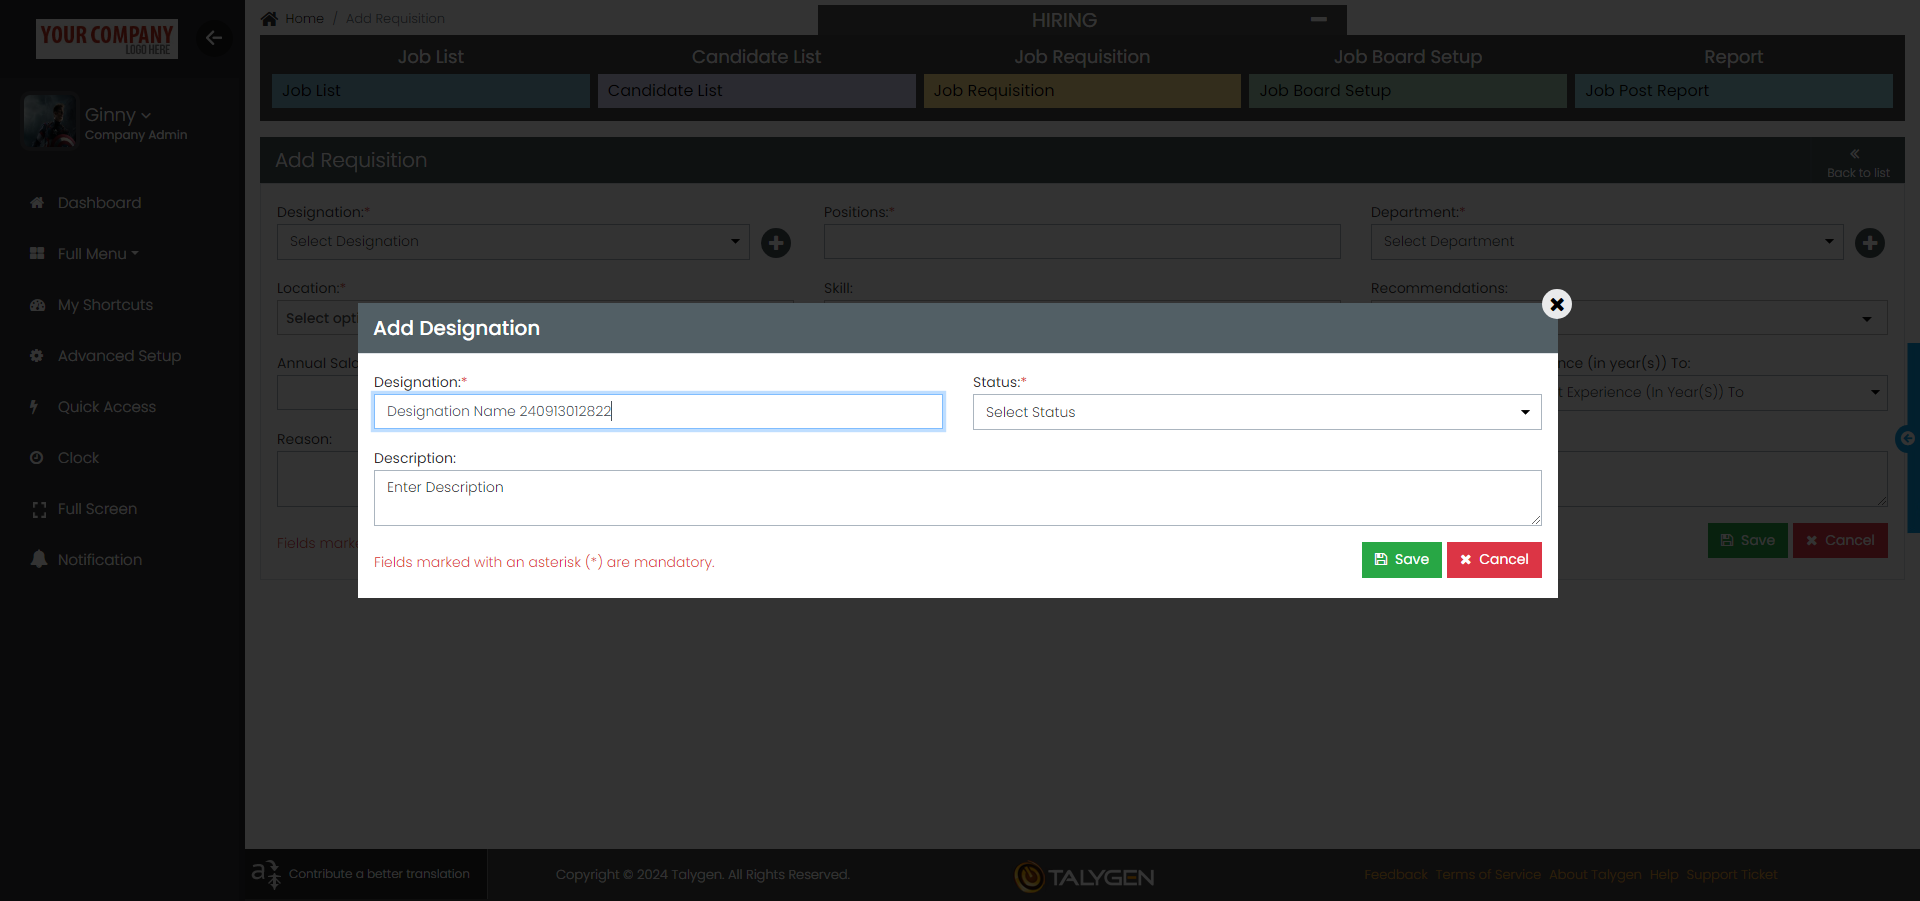 YOUR COMPANY
LOGO HERE
Home / Add Requisition
HIRING
Job List
Candidate List
Job Requisition
Job Board Setup
Report
Job List
Candidate List
Job Requisition
Job Board Setup
Job Post Report
Ginny
Company Admin
Dashboard
Full Menu
My Shortcuts
Advanced Setup
Quick Access
Clock
Full Screen
Notification
Add Requisition
Back to list
Designation:*
Select Designation
Positions:*
Department:*
Select Department
Location:*
Select opt
Skill:
Recommendations:
Annual Sala
nce (in year(s)) To:
t Experience (In Year(S)) To
Reason:
Fields mark
Save
Cancel
Add Designation
Designation:*
Designation Name 240913012822
Status:*
Select Status
Description:
Enter Description
Fields marked with an asterisk (*) are mandatory.
Save
Cancel
Contribute a better translation
Copyright © 2024 Talygen. All Rights Reserved.
TALYGEN
Feedback Terms of Service About Talygen Help Support Ticket